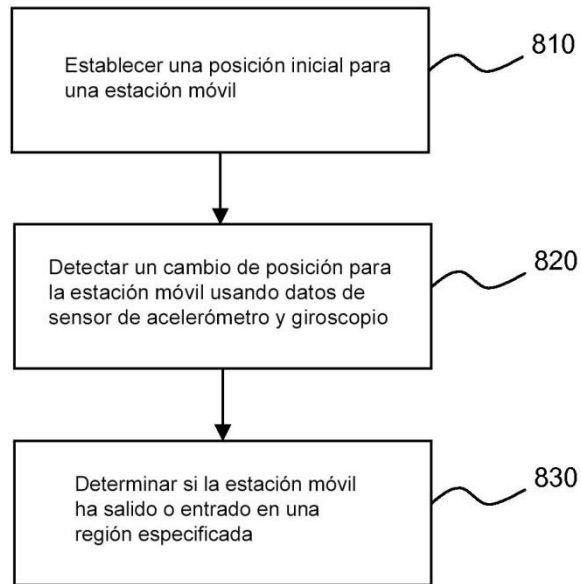 810
Establecer una posición inicial para
una estación móvil
820
Detectar un cambio de posición para
la estación móvil usando datos de
sensor de acelerómetro y giroscopio
830
Determinar si la estación móvil
ha salido o entrado en una
región especificada